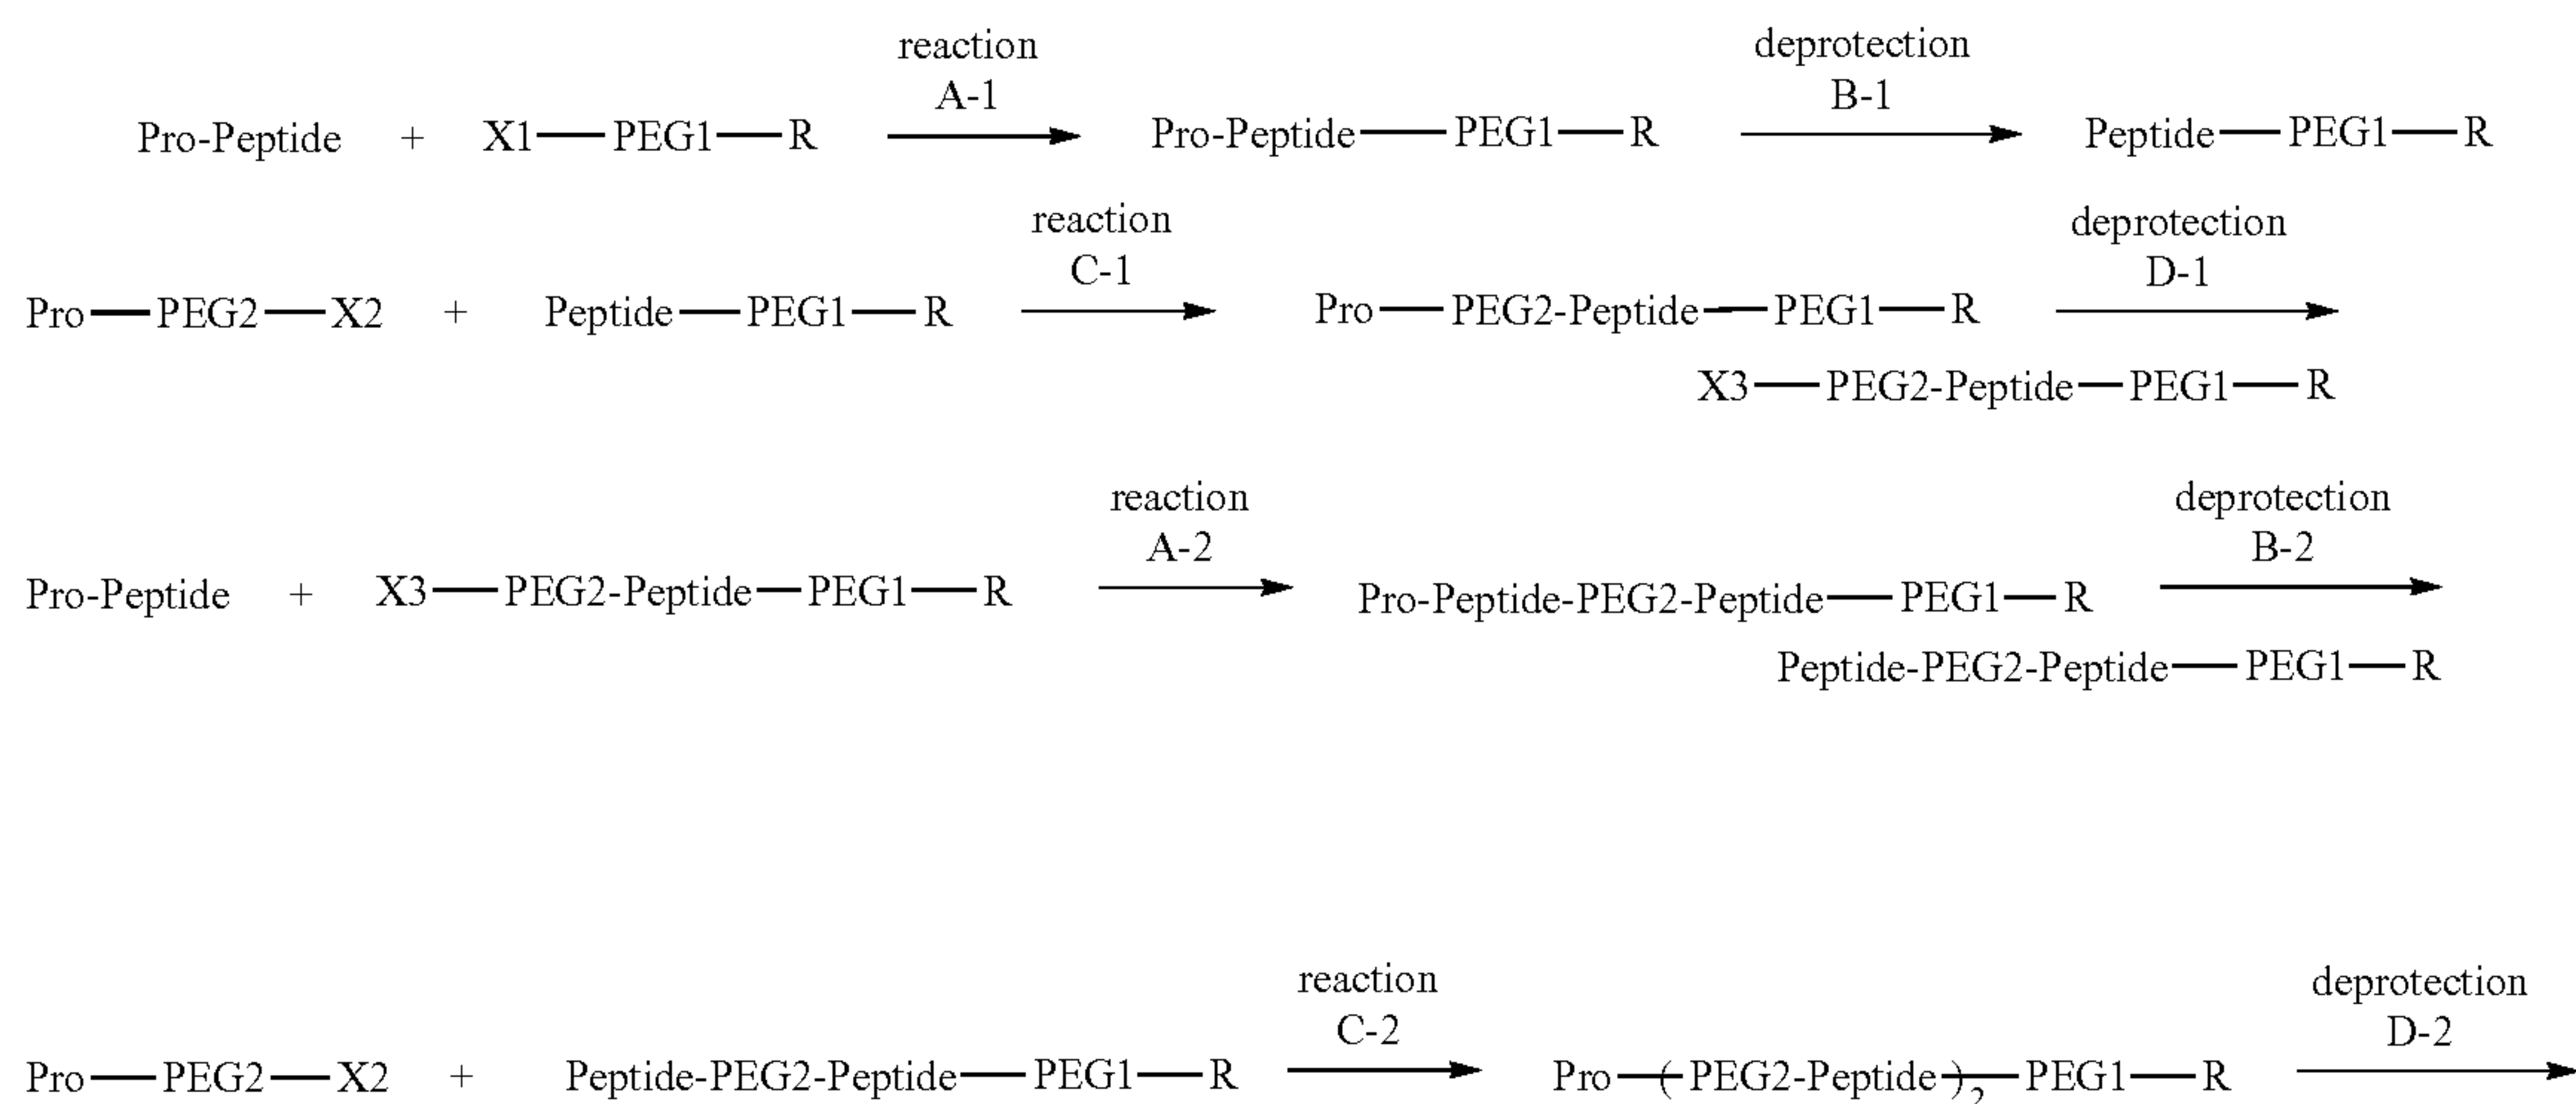 reaction
A-1
deprotection
B-1
Pro-Peptide + X1—PEG1—R Pro-Peptide—PEG1—R Peptide—PEG1—R
reaction
C-1
deprotection
D-1
Pro—PEG2—X2 + Peptide—PEG1—R Pro—PEG2-Peptide—PEG1—R
X3—PEG2-Peptide—PEG1—R
reaction
A-2
deprotection
B-2
Pro-Peptide + X3—PEG2-Peptide—PEG1—R Pro-Peptide-PEG2-Peptide—PEG1—R
Peptide-PEG2-Peptide—PEG1—R
reaction
C-2
deprotection
D-2
Pro—PEG2—X2 + Peptide-PEG2-Peptide—PEG1—R Pro—(PEG2-Peptide)2—PEG1—R